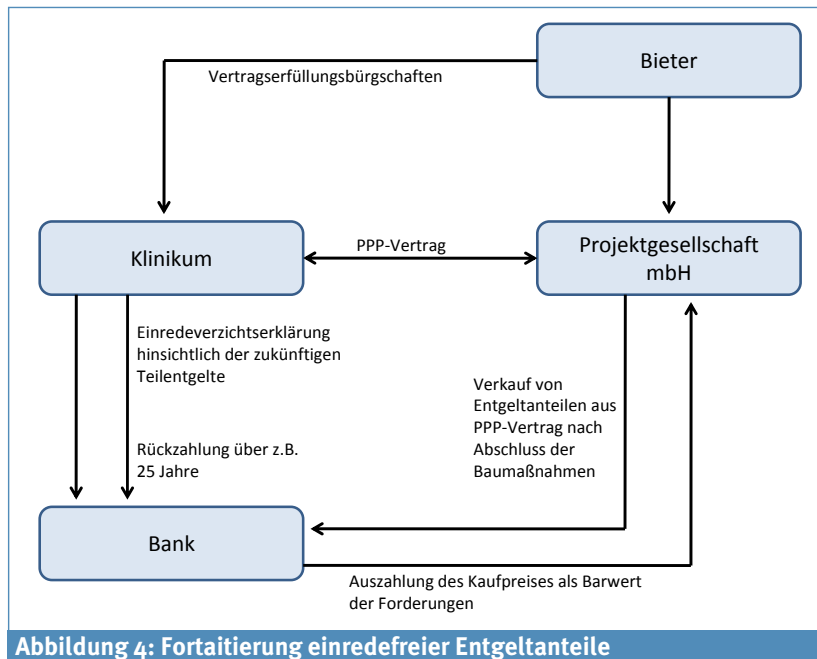 Bieter
Vertragserfüllungsbürgschaften
Klinikum
PPP-Vertrag
Projektgesellschaft
mbH
Einredeverzichtserklärung
hinsichtlich der zukünftigen
Teilentgelte
Rückzahlung über z.B.
25 Jahre
Verkauf von
Entgeltanteilen aus
PPP-Vertrag nach
Abschluss der
Baumaßnahmen
Bank
Auszahlung des Kaufpreises als Barwert
der Forderungen
Abbildung 4: Fortaitierung einredefreier Entgeltanteile